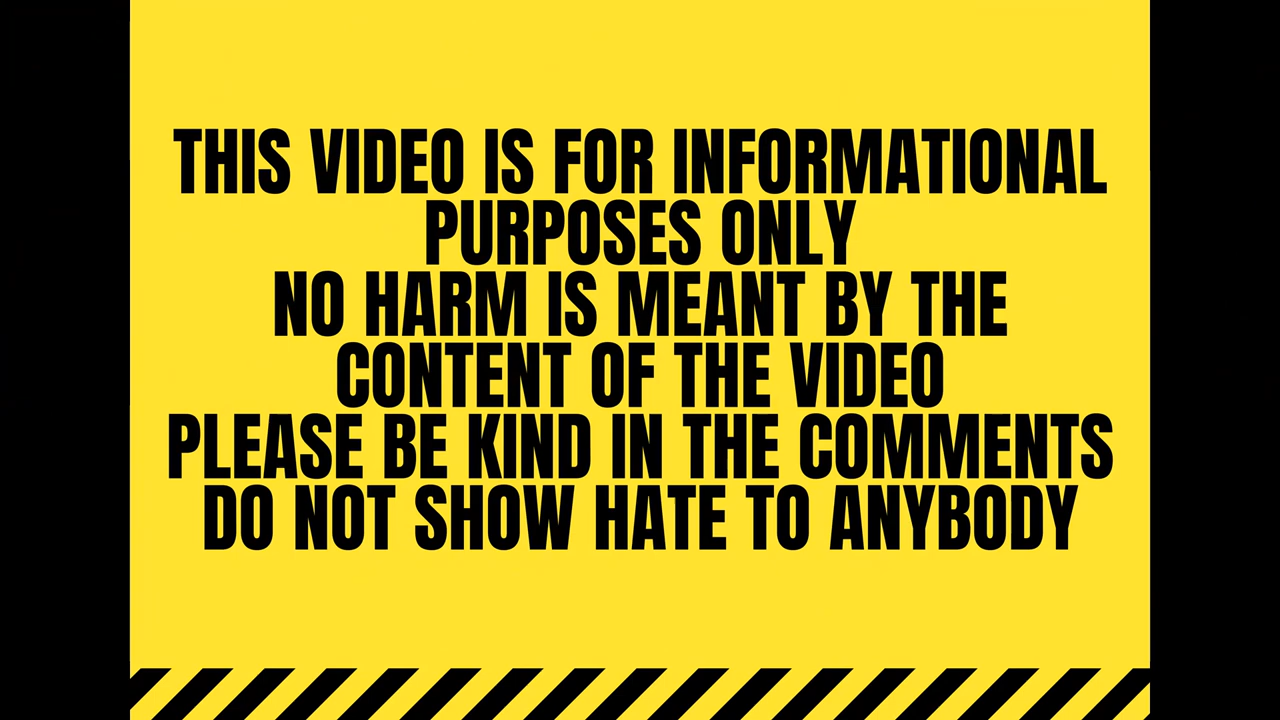 THIS VIDEO IS FOR INFORMATIONAL
PURPOSES ONLY
NO HARM IS MEANT BY THE
CONTENT OF THE VIDEO
PLEASE BE KIND IN THE COMMENTS
DO NOT SHOW HATE TO ANYBODY